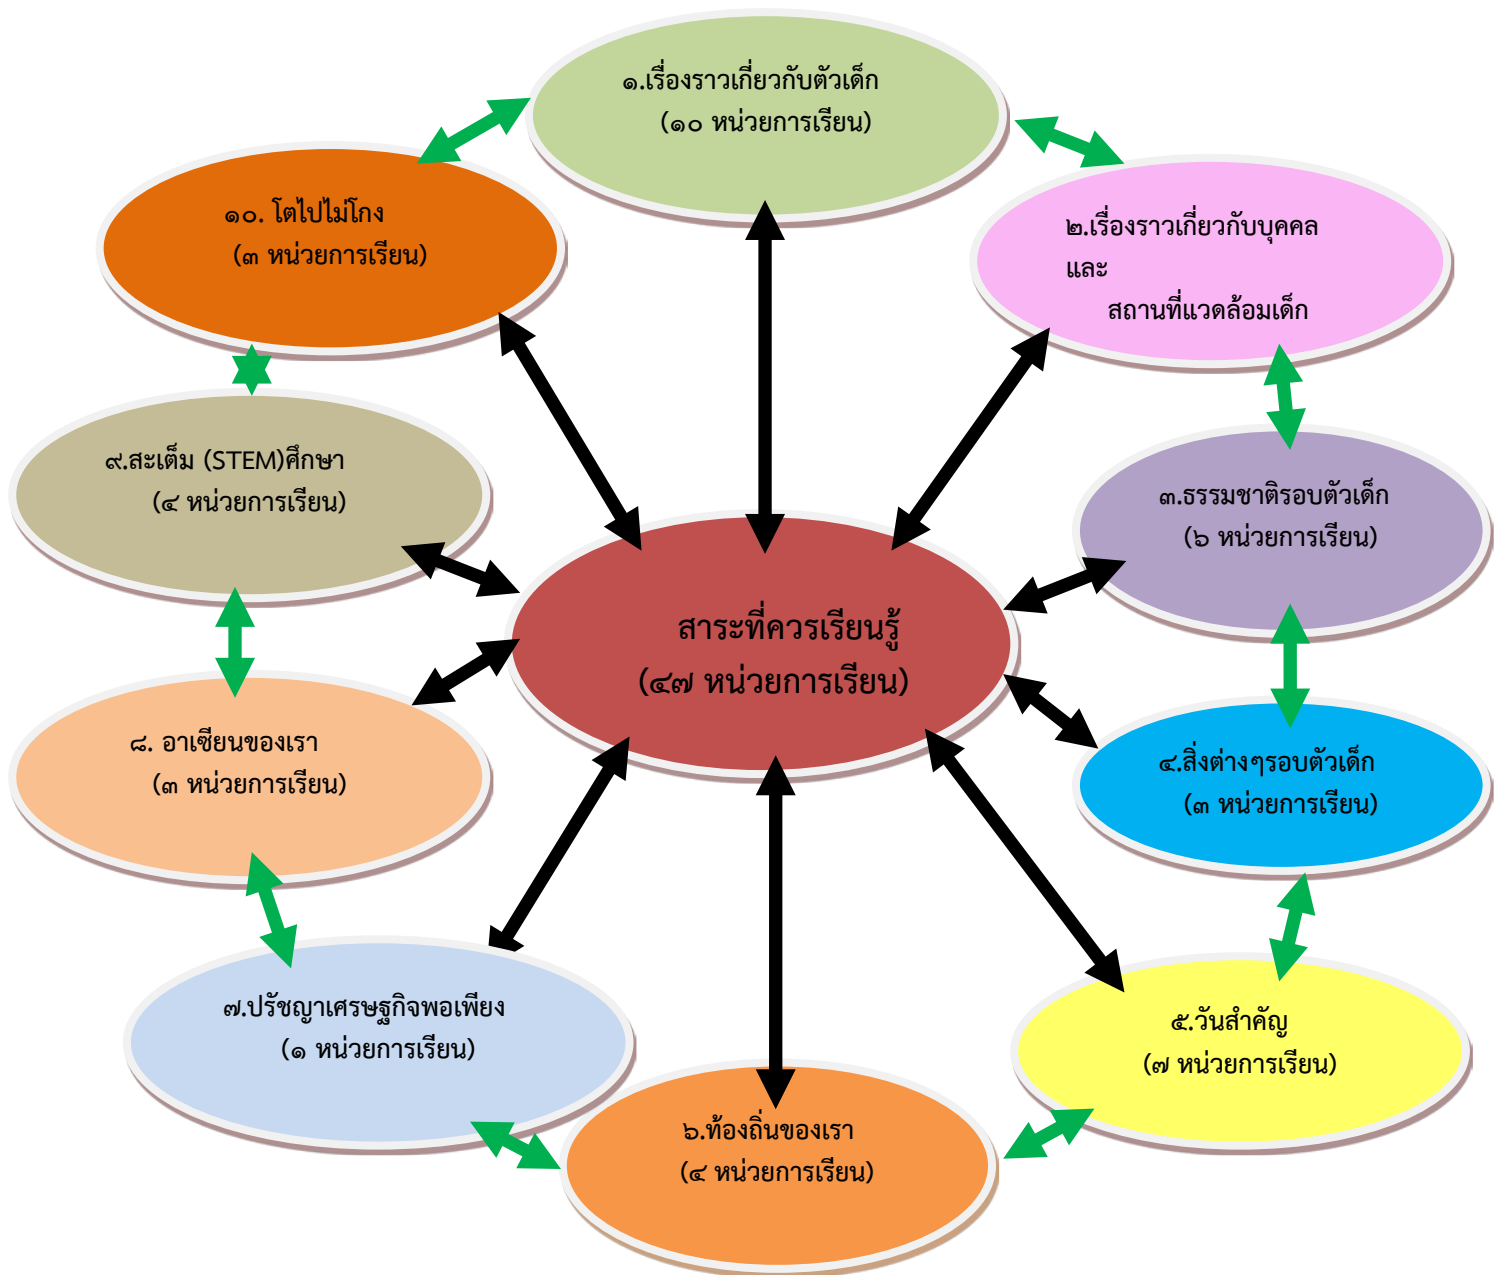 ๑.เรื่องราวเกี่ยวกับตัวเด็ก
(๑๐ หน่วยการเรียน)
๒.เรื่องราวเกี่ยวกับบุคคล
และ
สถานที่แวดล้อมเด็ก
๓.ธรรมชาติรอบตัวเด็ก
(๖ หน่วยการเรียน)
๔.สิ่งต่างๆรอบตัวเด็ก
(๓ หน่วยการเรียน)
๕.วันสำคัญ
(๗ หน่วยการเรียน)
๖.ท้องถิ่นของเรา
(๔ หน่วยการเรียน)
๗.ปรัชญาเศรษฐกิจพอเพียง
(๑ หน่วยการเรียน)
๘. อาเซียนของเรา
(๓ หน่วยการเรียน)
๙.สะเต็ม (STEM)ศึกษา
(๔ หน่วยการเรียน)
๑๐. โตไปไม่โกง
(๓ หน่วยการเรียน)
สาระที่ควรเรียนรู้
(๔๗ หน่วยการเรียน)